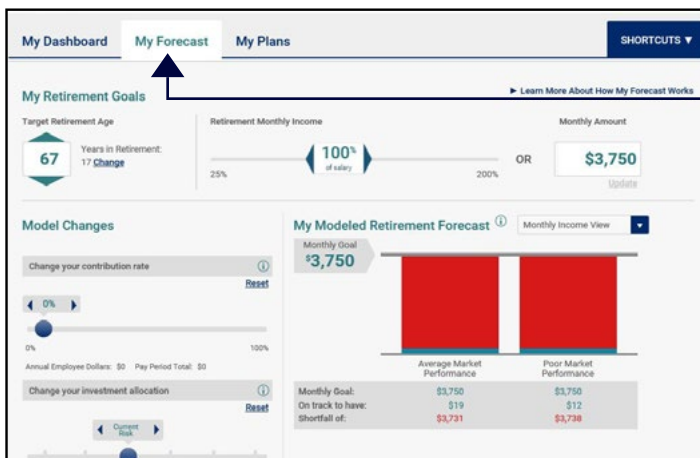 My Dashboard My Forecast My Plans SHORTCUTS ▼
► Learn More About How My Forecast Works
My Retirement Goals
Target Retirement Age
67
Years in Retirement:
17 Change
Retirement Monthly Income
100%
of salary
25% 200%
OR
Monthly Amount
$3,750
Update
Model Changes
Change your contribution rate
Reset
0%
0% 100%
Annual Employee Dollars: $0 Pay Period Total: $0
Change your investment allocation
Reset
Current
Risk
My Modeled Retirement Forecast Monthly Income View
Monthly Goal
$3,750
Average Market
Performance
Poor Market
Performance
Monthly Goal: $3,750 $3,750
On track to have: $19 $12
Shortfall of: $3,731 $3,738